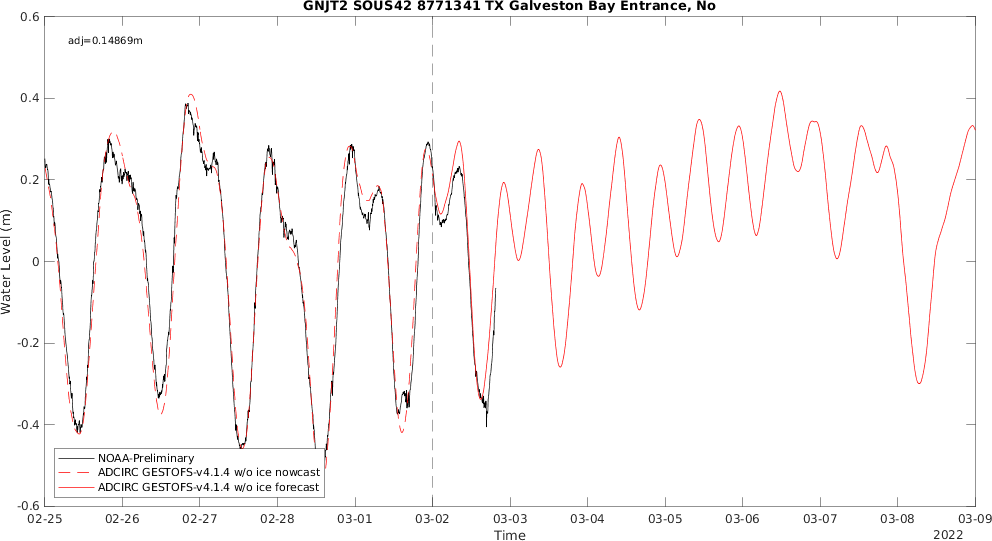 GNJT2 SOUS42 8771341 TX Galveston Bay Entrance, No
adj=0.14869m
Water Level (m)
0.6
0.4
0.2
0
-0.2
-0.4
-0.6
NOAA-Preliminary
ADCIRC GESTOFS-v4.1.4 w/o ice nowcast
ADCIRC GESTOFS-v4.1.4 w/o ice forecast
02-25 02-26 02-27 02-28 03-01 03-02 03-03 03-04 03-05 03-06 03-07 03-08 03-09
Time
2022